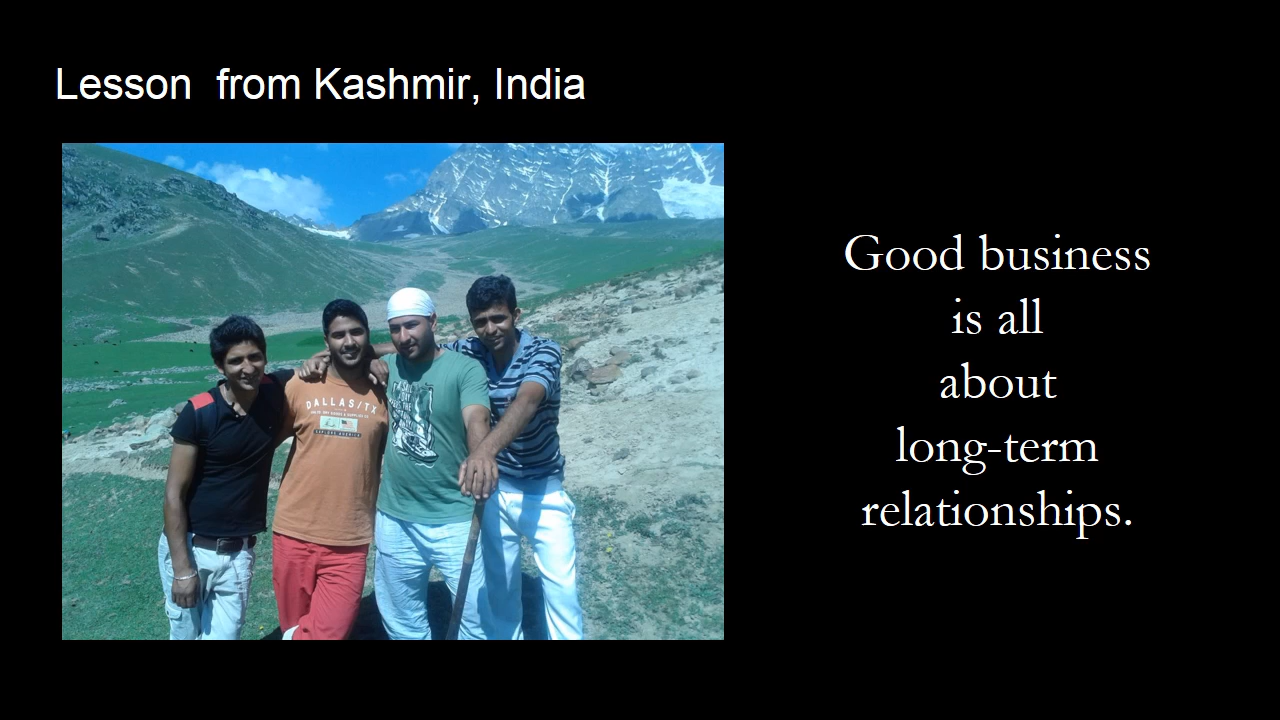 Lesson  from Kashmir, India
Good business
is all
about
long-term
relationships.
DALLAS/TX